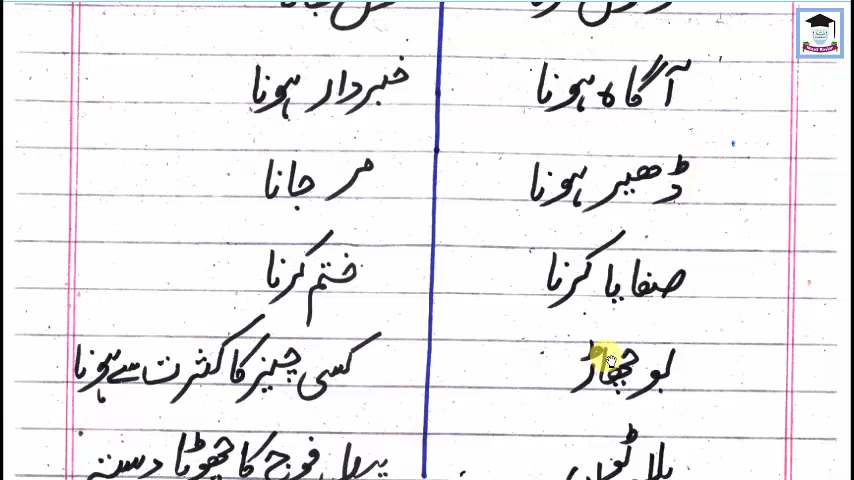 آگاہ ہونا خبردار ہونا
ڈھیر ہونا مر جانا
صفایا کرنا ختم کرنا
بوچھاڑ کسی چیز کا کثرت سے ہونا
پلاٹون پیدل فوج کا چھوٹا دستہ